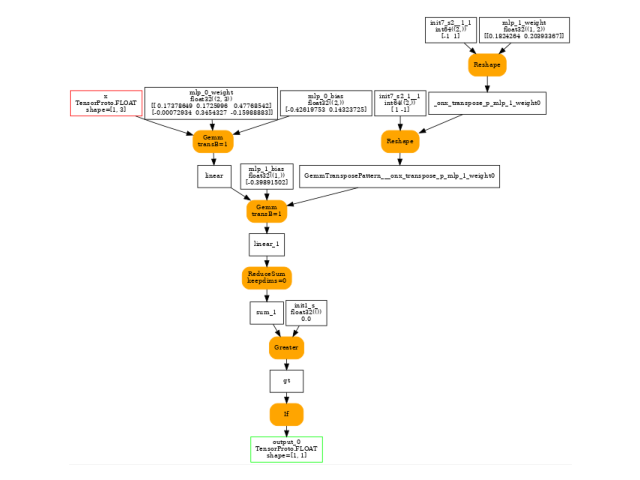 init7_s2__1_1
int64((2,))
[-1 1]
mlp_1_weight
float32((1, 2))
[[0.1824264 0.20393367]]
Reshape
x
TensorProto.FLOAT
shape=[1, 3]
mlp_0_weight
float32((2, 3))
[[ 0.17378649 0.1725996 0.47768542]
[-0.00072934 0.3454327 -0.15988883]]
mlp_0_bias
float32((2,))
[-0.42619753 0.14323725]
init7_s2_1__1
int64((2,))
[ 1 -1]
_onx_transpose_p_mlp_1_weight0
Gemm
transB=1
Reshape
linear
mlp_1_bias
float32((1,))
[-0.39891502]
GemmTransposePattern__onx_transpose_p_mlp_1_weight0
Gemm
transB=1
linear_1
ReduceSum
keepdims=0
sum_1
init1_s_
float32(())
0.0
Greater
gt
If
output_0
TensorProto.FLOAT
shape=[1, 1]